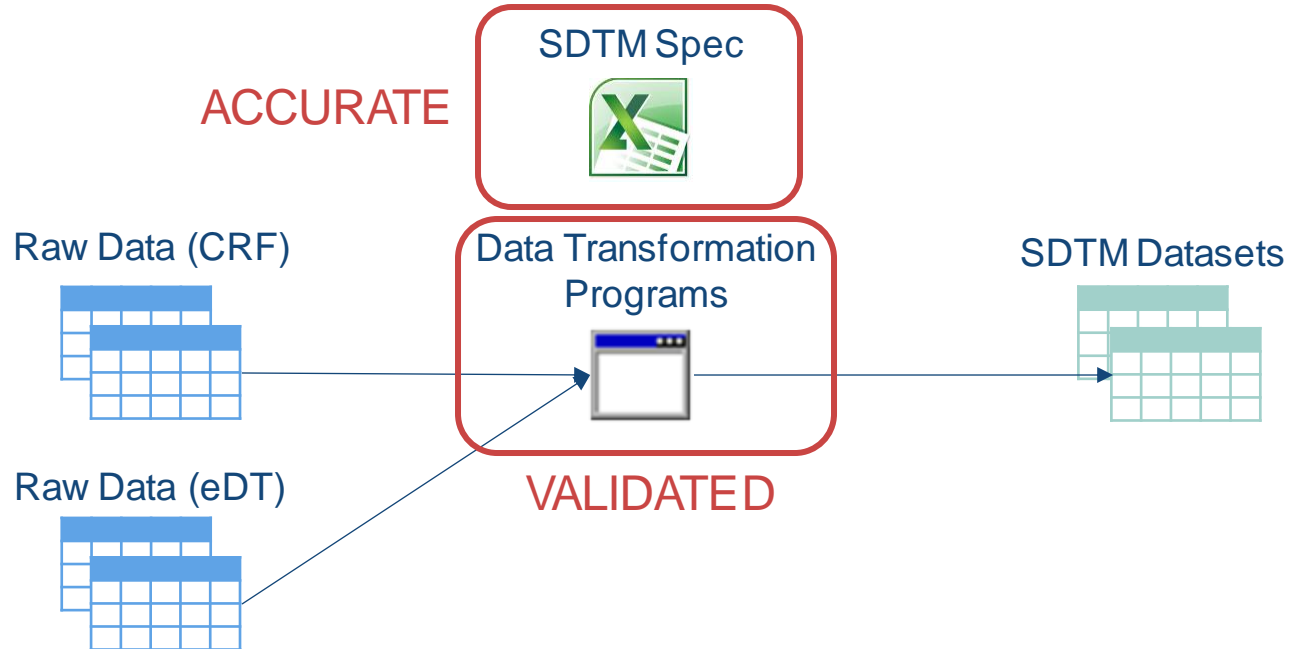 SDTM Spec
ACCURATE
Raw Data (CRF)
Data Transformation
Programs
SDTM Datasets
Raw Data (eDT)
VALIDATED